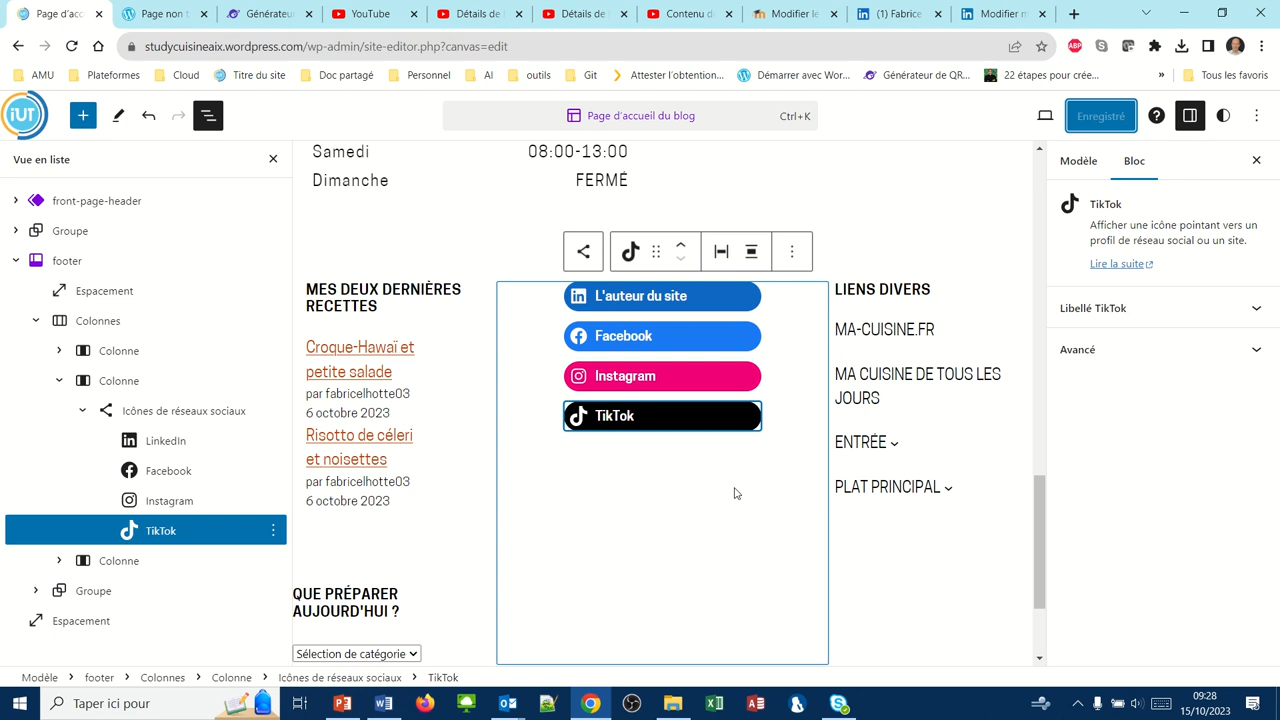 Page d'ac
Page non t
Générateu
YouTube
Détails de
Détails de
Contenu d
Modifier le
(1) Fabrice
Modifier m
studycuisineaix.wordpress.com/wp-admin/site-editor.php?canvas=edit
ABP
AMU
Plateformes
Cloud
Titre du site
Doc partagé
Personnel
AI
outils
Git
Attester l'obtention...
Démarrer avec Wor...
Générateur de QR...
22 étapes pour crée...
»
Tous les favoris
iUT
Page d'accueil du blog
Ctrl+K
Enregistré
Vue en liste
front-page-header
Groupe
footer
Espacement
Colonnes
Colonne
Colonne
Icônes de réseaux sociaux
LinkedIn
Facebook
Instagram
TikTok
Colonne
Groupe
Espacement
Samedi 08:00-13:00
Dimanche FERMÉ
MES DEUX DERNIÈRES
RECETTES
Croque-Hawaï et
petite salade
par fabricelhotte03
6 octobre 2023
Risotto de céleri
et noisettes
par fabricelhotte03
6 octobre 2023
QUE PRÉPARER
AUJOURD'HUI ?
Sélection de catégorie
L'auteur du site
Facebook
Instagram
TikTok
LIENS DIVERS
MA-CUISINE.FR
MA CUISINE DE TOUS LES
JOURS
ENTRÉE
PLAT PRINCIPAL
Modèle
Bloc
TikTok
Afficher une icône pointant vers un
profil de réseau social ou un site.
Lire la suite
Libellé TikTok
Avancé
Modèle > footer > Colonnes > Colonne > Icônes de réseaux sociaux > TikTok
Taper ici pour
09:28
15/10/2023